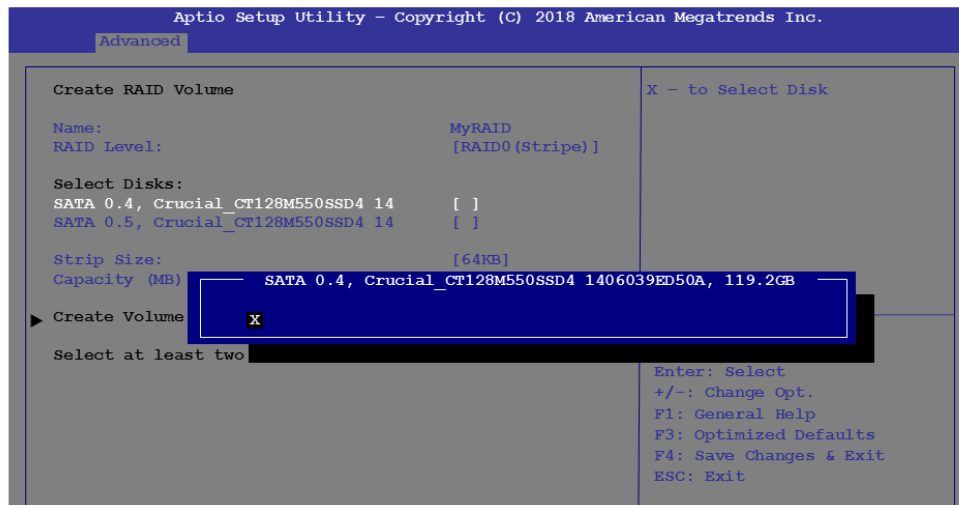 Aptio Setup Utility – Copyright (C) 2018 American Megatrends Inc.
Advanced
Create RAID Volume
X – to Select Disk
Name: MyRAID
RAID Level: [RAID0(Stripe)]
Select Disks:
SATA 0.4, Crucial_CT128M550SSD4 14 [ ]
SATA 0.5, Crucial_CT128M550SSD4 14 [ ]
Strip Size: [64KB]
Capacity (MB)
SATA 0.4, Crucial_CT128M550SSD4 1406039ED50A, 119.2GB
X
Create Volume
Select at least two
Enter: Select
+/-: Change Opt.
F1: General Help
F3: Optimized Defaults
F4: Save Changes & Exit
ESC: Exit